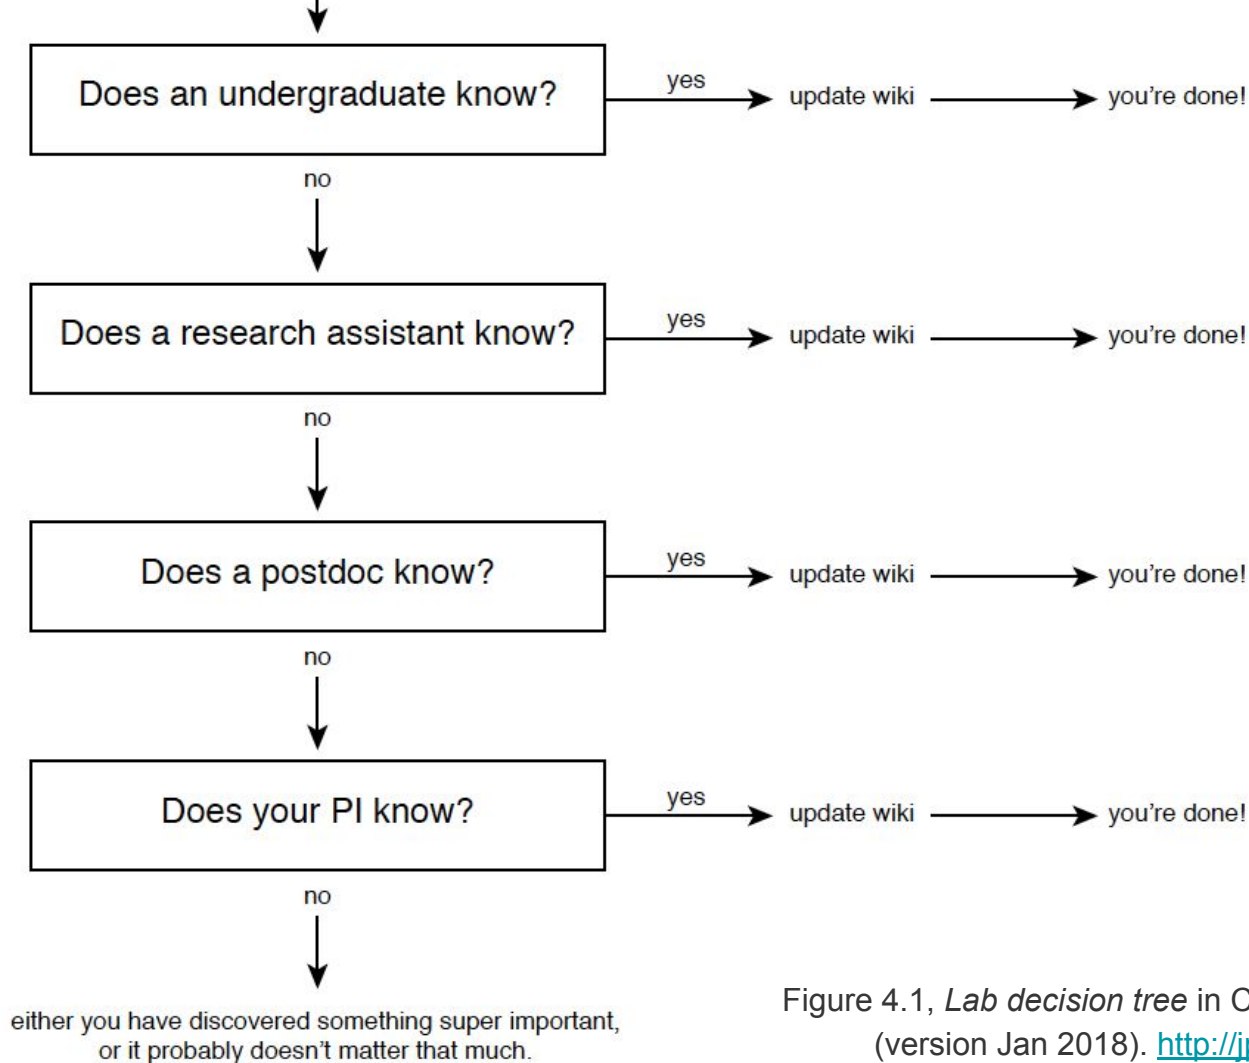 Does an undergraduate know?
yes
update wiki
you're done!
no
Does a research assistant know?
yes
update wiki
you're done!
no
Does a postdoc know?
yes
update wiki
you're done!
no
Does your PI know?
yes
update wiki
you're done!
no
either you have discovered something super important,
or it probably doesn't matter that much.
Figure 4.1, Lab decision tree in
(version Jan 2018). http://j